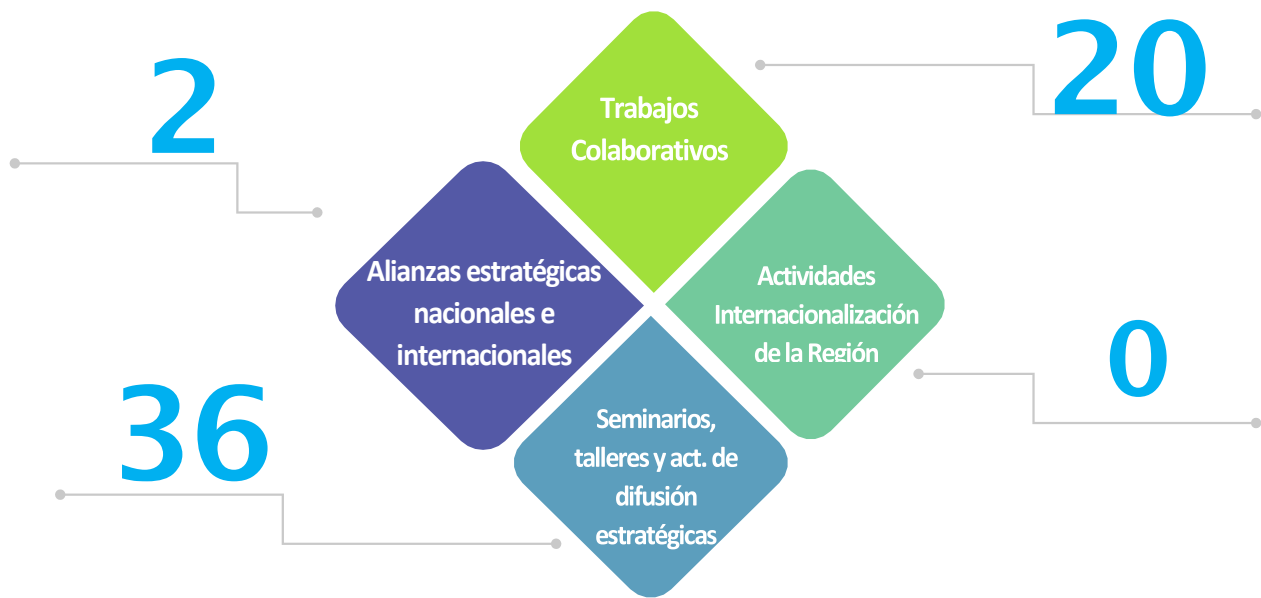 2
20
Trabajos
Colaborativos
Alianzas estratégicas
nacionales e
internacionales
Actividades
Internacionalización
de la Región
36
0
Seminarios,
talleres y act. de
difusión
estratégicas